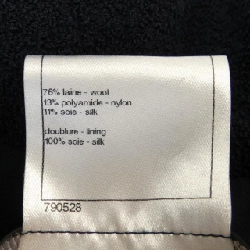 76% laine - wool
13% polyamide - nylon
11% soie - silk
doublure - lining
100% soie - silk
790528